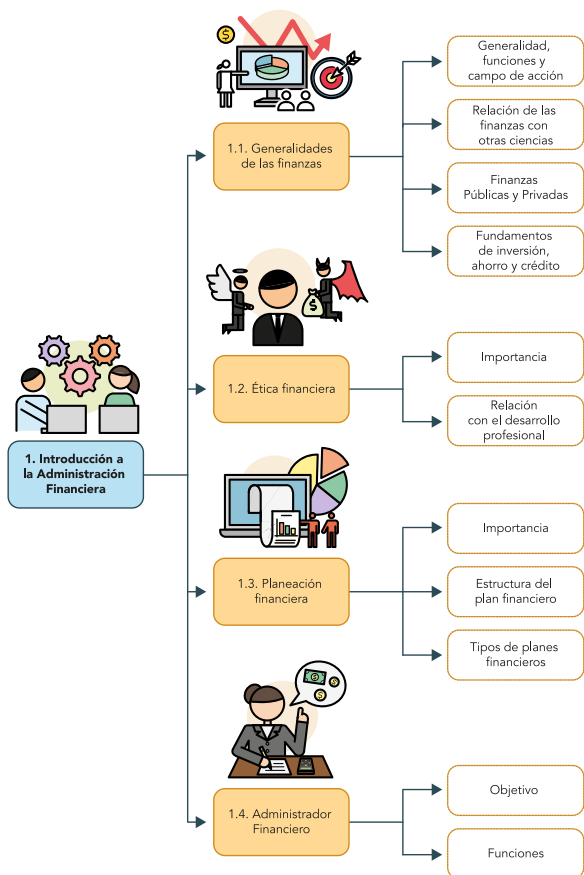 1. Introducción a
la Administración
Financiera
1.1. Generalidades
de las finanzas
Generalidad,
funciones y
campo de acción
Relación de las
finanzas con
otras ciencias
Finanzas
Públicas y Privadas
Fundamentos
de inversión,
ahorro y crédito
1.2. Ética financiera
Importancia
Relación
con el desarrollo
profesional
1.3. Planeación
financiera
Importancia
Estructura del
plan financiero
Tipos de planes
financieros
1.4. Administrador
Financiero
Objetivo
Funciones